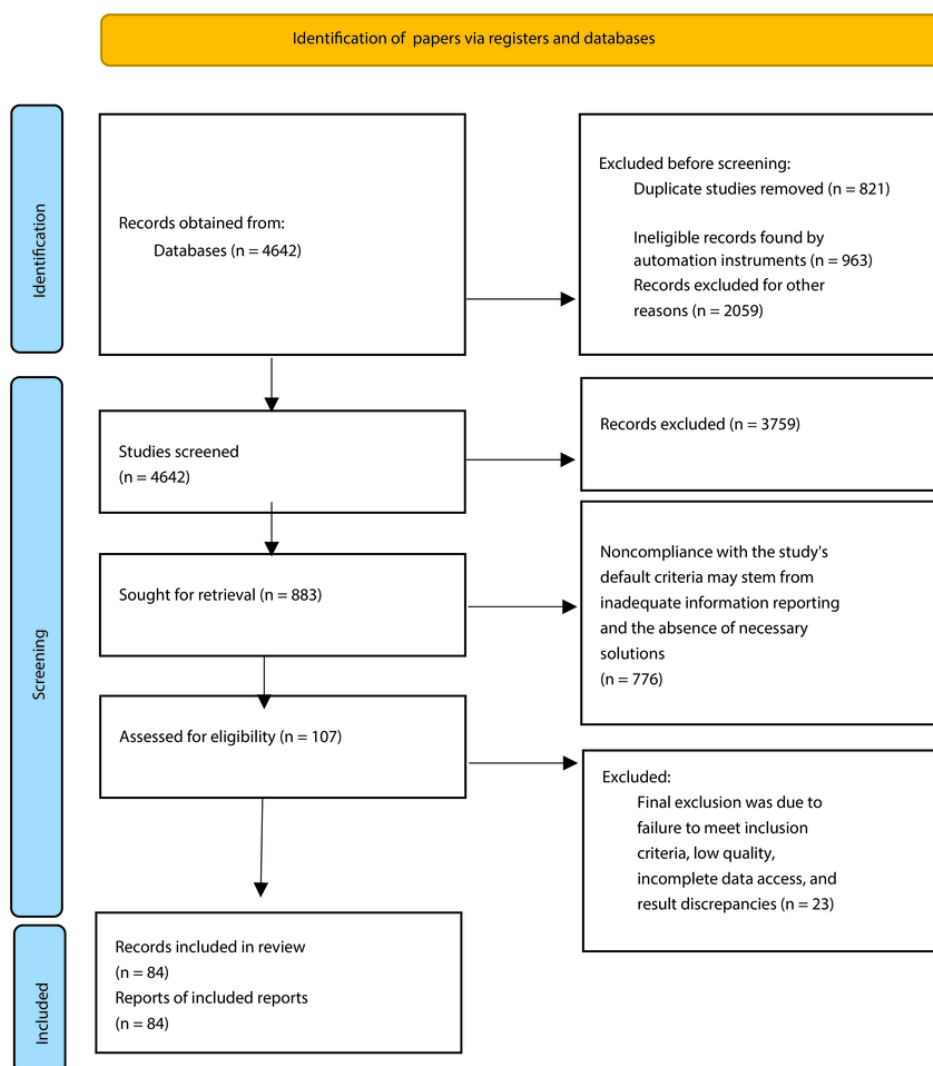 Identification of papers via registers and databases
Identification
Records obtained from:
Databases (n = 4642)
Excluded before screening:
Duplicate studies removed (n = 821)
Ineligible records found by
automation instruments (n = 963)
Records excluded for other
reasons (n = 2059)
Screening
Studies screened
(n = 4642)
Records excluded (n = 3759)
Sought for retrieval (n = 883)
Noncompliance with the study's
default criteria may stem from
inadequate information reporting
and the absence of necessary
solutions
(n = 776)
Assessed for eligibility (n = 107)
Excluded:
Final exclusion was due to
failure to meet inclusion
criteria, low quality,
incomplete data access, and
result discrepancies (n = 23)
Included
Records included in review
(n = 84)
Reports of included reports
(n = 84)